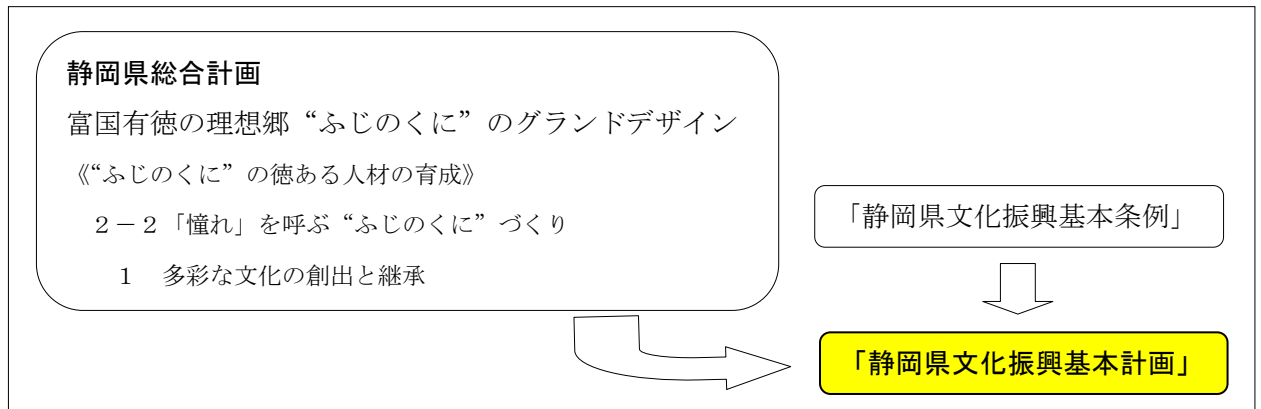 静岡県総合計画
富国有徳の理想郷“ふじのくに”のグランドデザイン
《“ふじのくに”の徳ある人材の育成》
２－２「憧れ」を呼ぶ“ふじのくに”づくり
１　多彩な文化の創出と継承
「静岡県文化振興基本条例」
「静岡県文化振興基本計画」